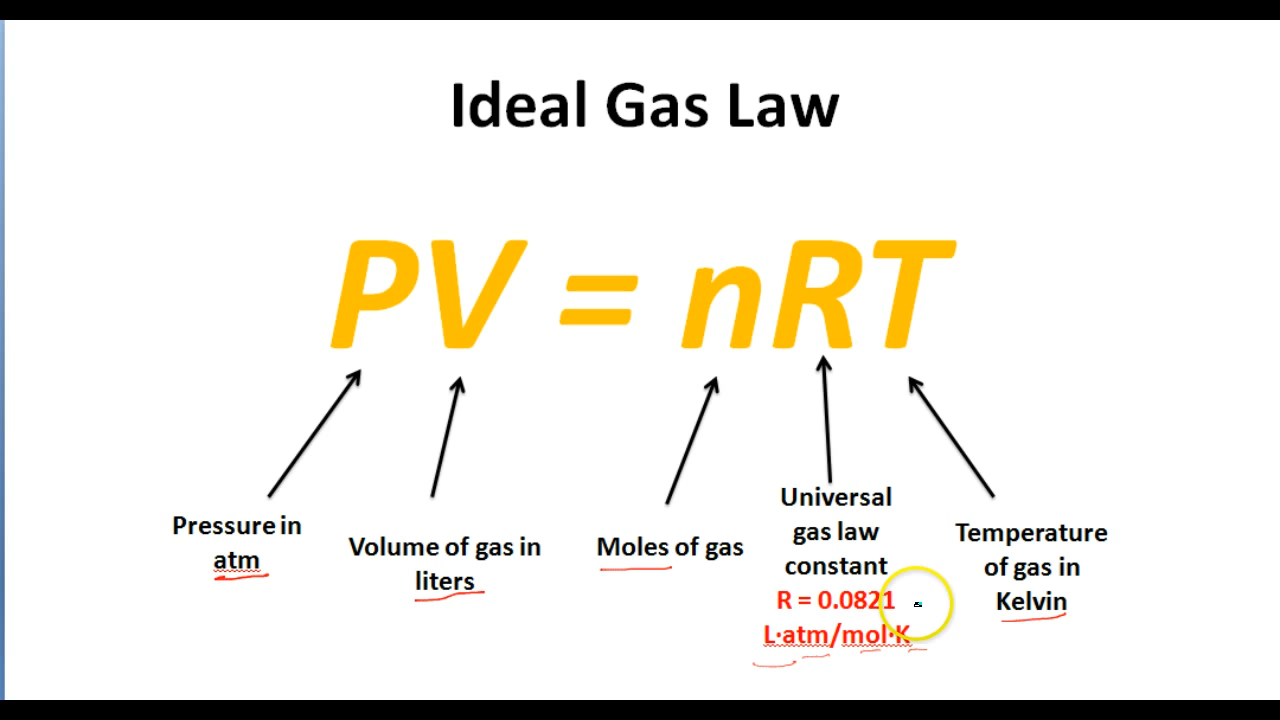 Ideal Gas Law
PV = nRT
Pressure in
atm
Volume of gas in
liters
Moles of gas
Universal
gas law
constant
R = 0.0821
L·atm/mol·K
Temperature
of gas in
Kelvin